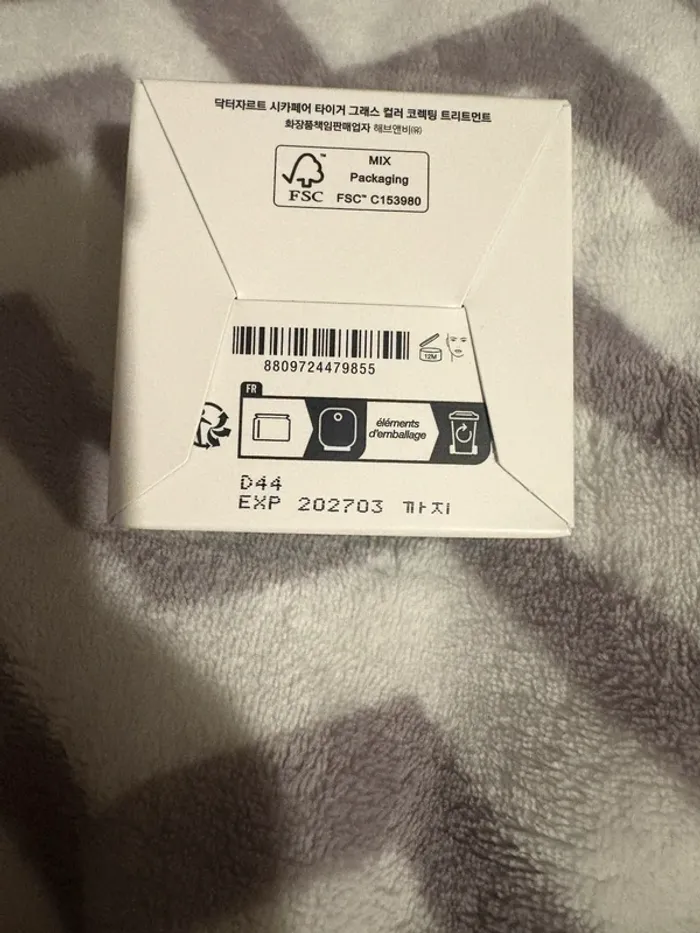 닥터자르트 시카페어 타이거 그래스 컬러 코렉팅 트리트먼트
화장품책임판매업자 해브앤비㈜
FSC™
MIX
Packaging
FSC™ C153980
8809724479855
12M
FR
éléments
d'emballage
D44
EXP 202703 까지